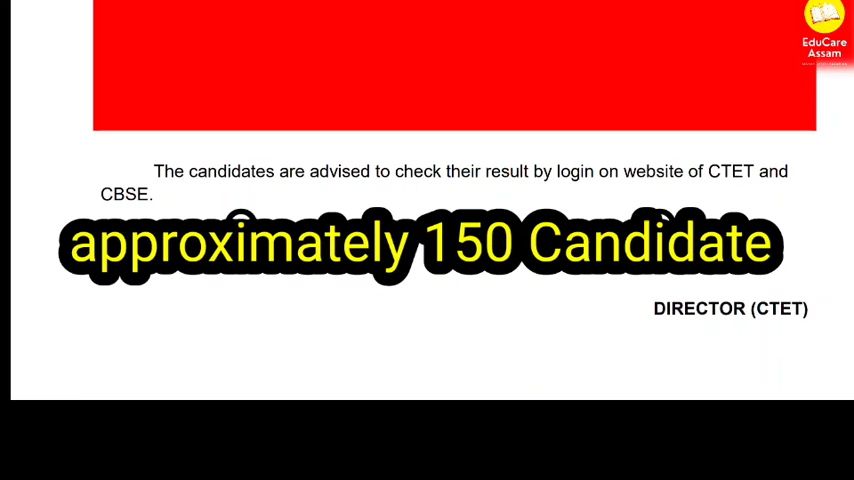 EduCare
Assam
The candidates are advised to check their result by login on website of CTET and
CBSE.
approximately 150 Candidate
DIRECTOR (CTET)